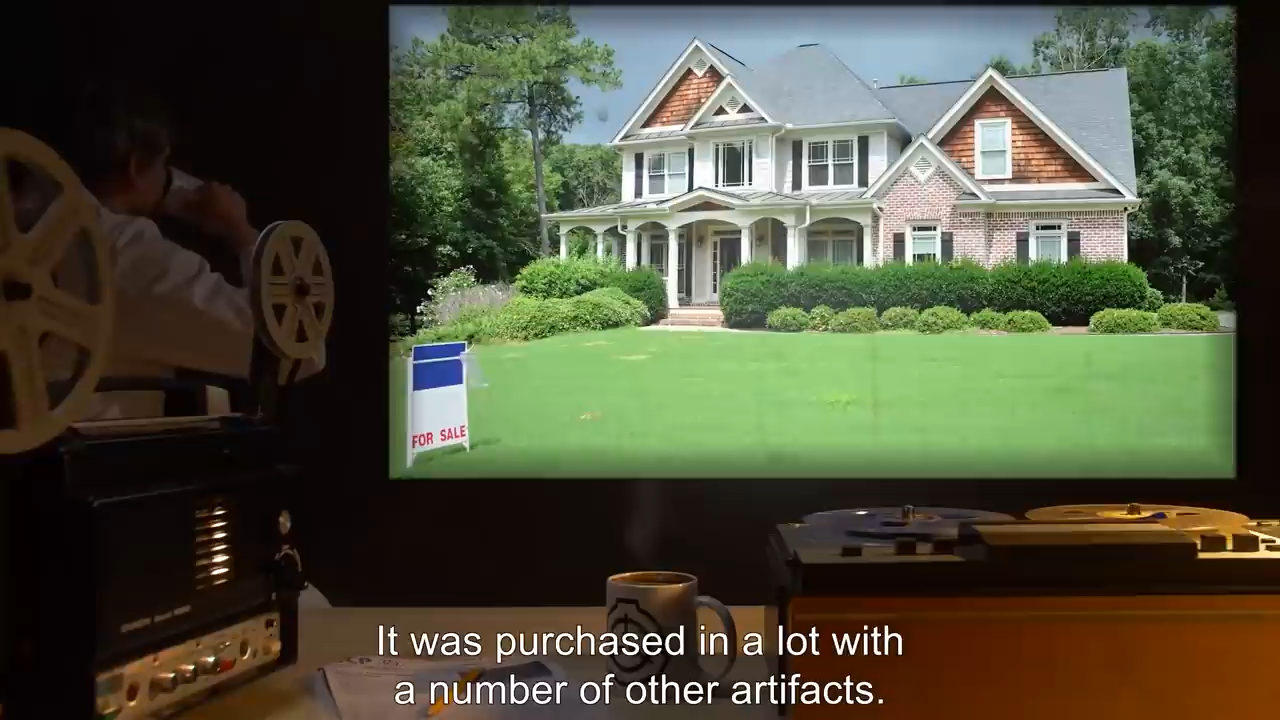 FOR SALE
It was purchased in a lot with
a number of other artifacts.